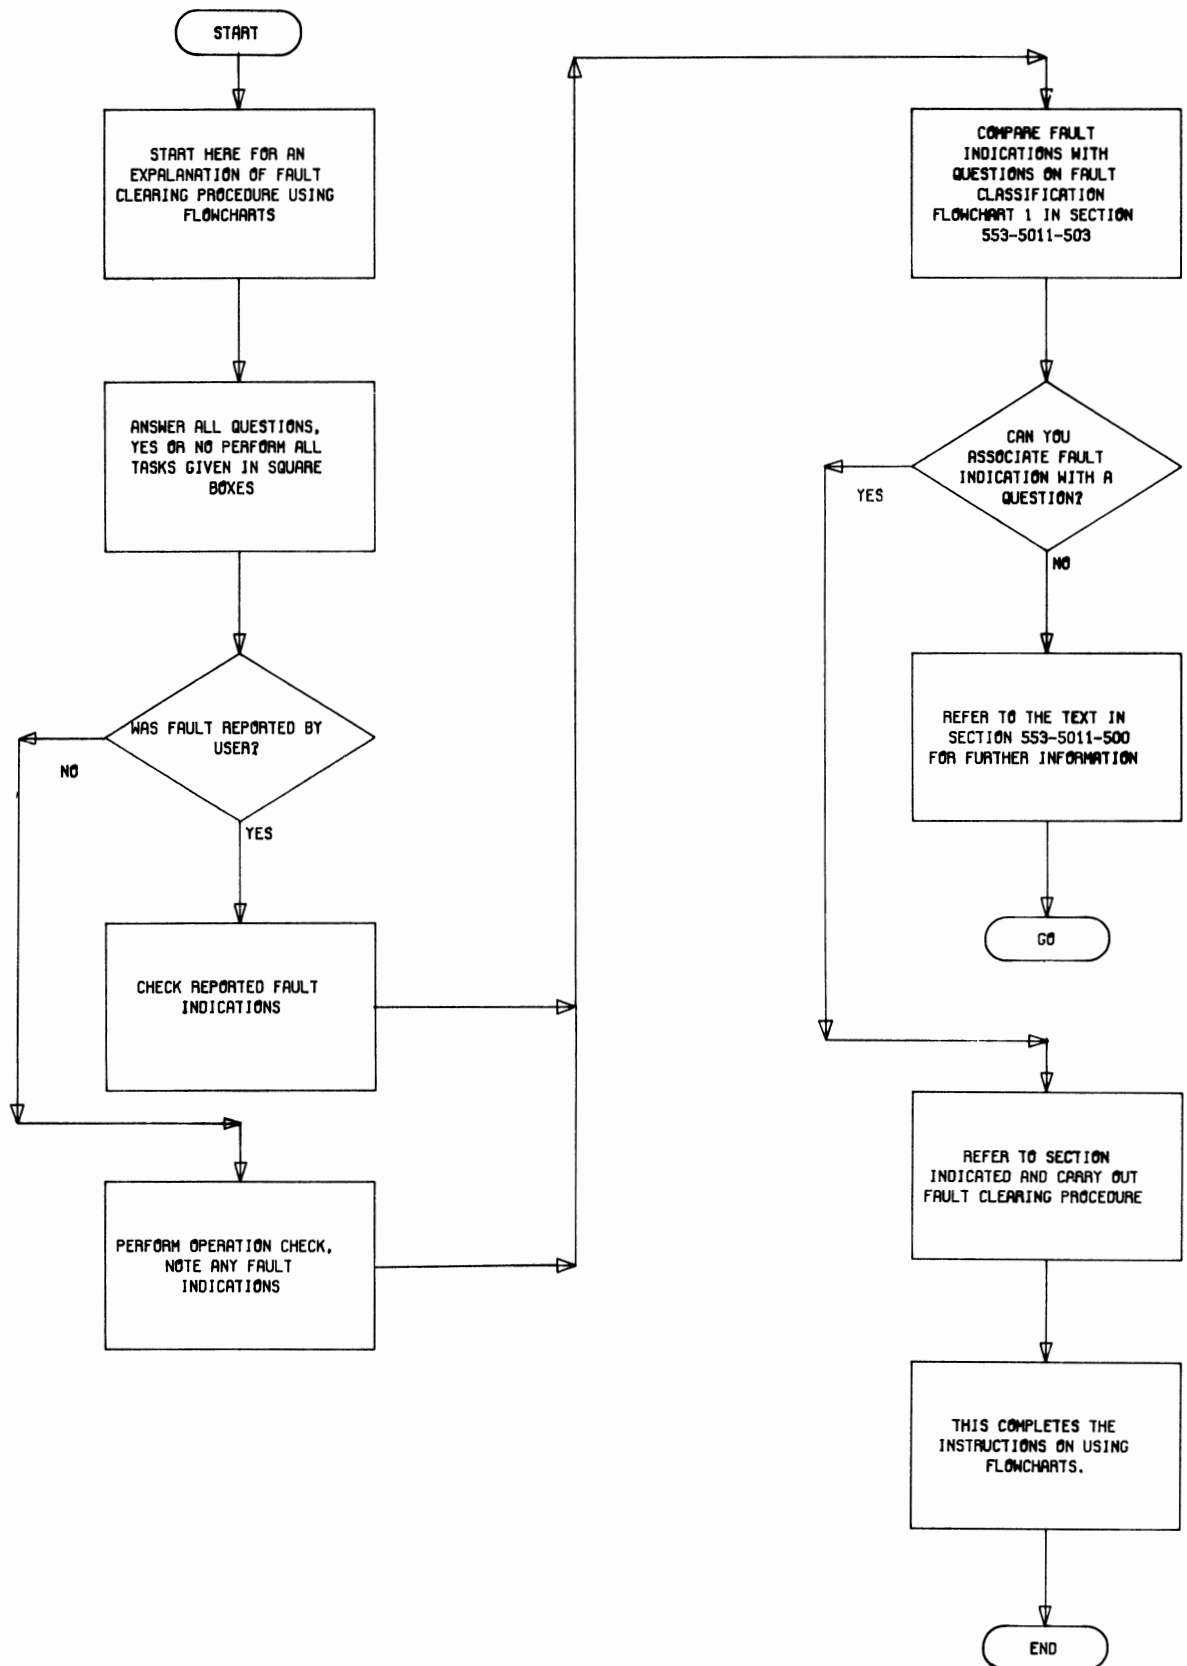 START
START HERE FOR AN
EXPALANATION OF FAULT
CLEARING PROCEDURE USING
FLOWCHARTS
ANSWER ALL QUESTIONS,
YES OR NO PERFORM ALL
TASKS GIVEN IN SQUARE
BOXES
WAS FAULT REPORTED BY
USER?
NO
YES
CHECK REPORTED FAULT
INDICATIONS
PERFORM OPERATION CHECK,
NOTE ANY FAULT
INDICATIONS
COMPARE FAULT
INDICATIONS WITH
QUESTIONS ON FAULT
CLASSIFICATION
FLOWCHART 1 IN SECTION
553-5011-503
CAN YOU
ASSOCIATE FAULT
INDICATION WITH A
QUESTION?
YES
NO
REFER TO THE TEXT IN
SECTION 553-5011-500
FOR FURTHER INFORMATION
GO
REFER TO SECTION
INDICATED AND CARRY OUT
FAULT CLEARING PROCEDURE
THIS COMPLETES THE
INSTRUCTIONS ON USING
FLOWCHARTS.
END